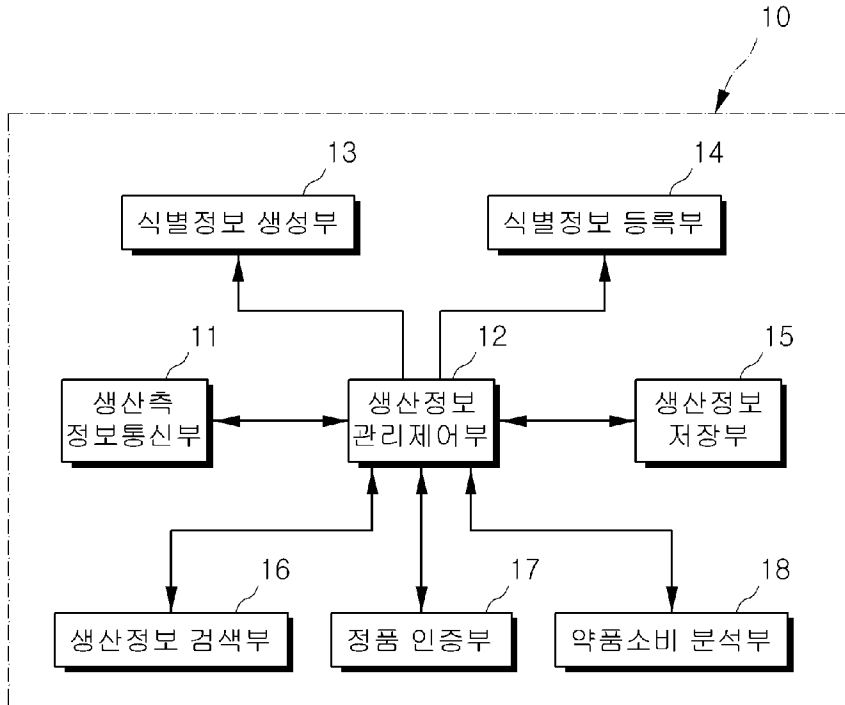 10
13
14
식별정보 생성부
식별정보 등록부
11
12
15
생산측
정보통신부
생산정보
관리제어부
생산정보
저장부
16
17
18
생산정보 검색부
정품 인증부
약품소비 분석부